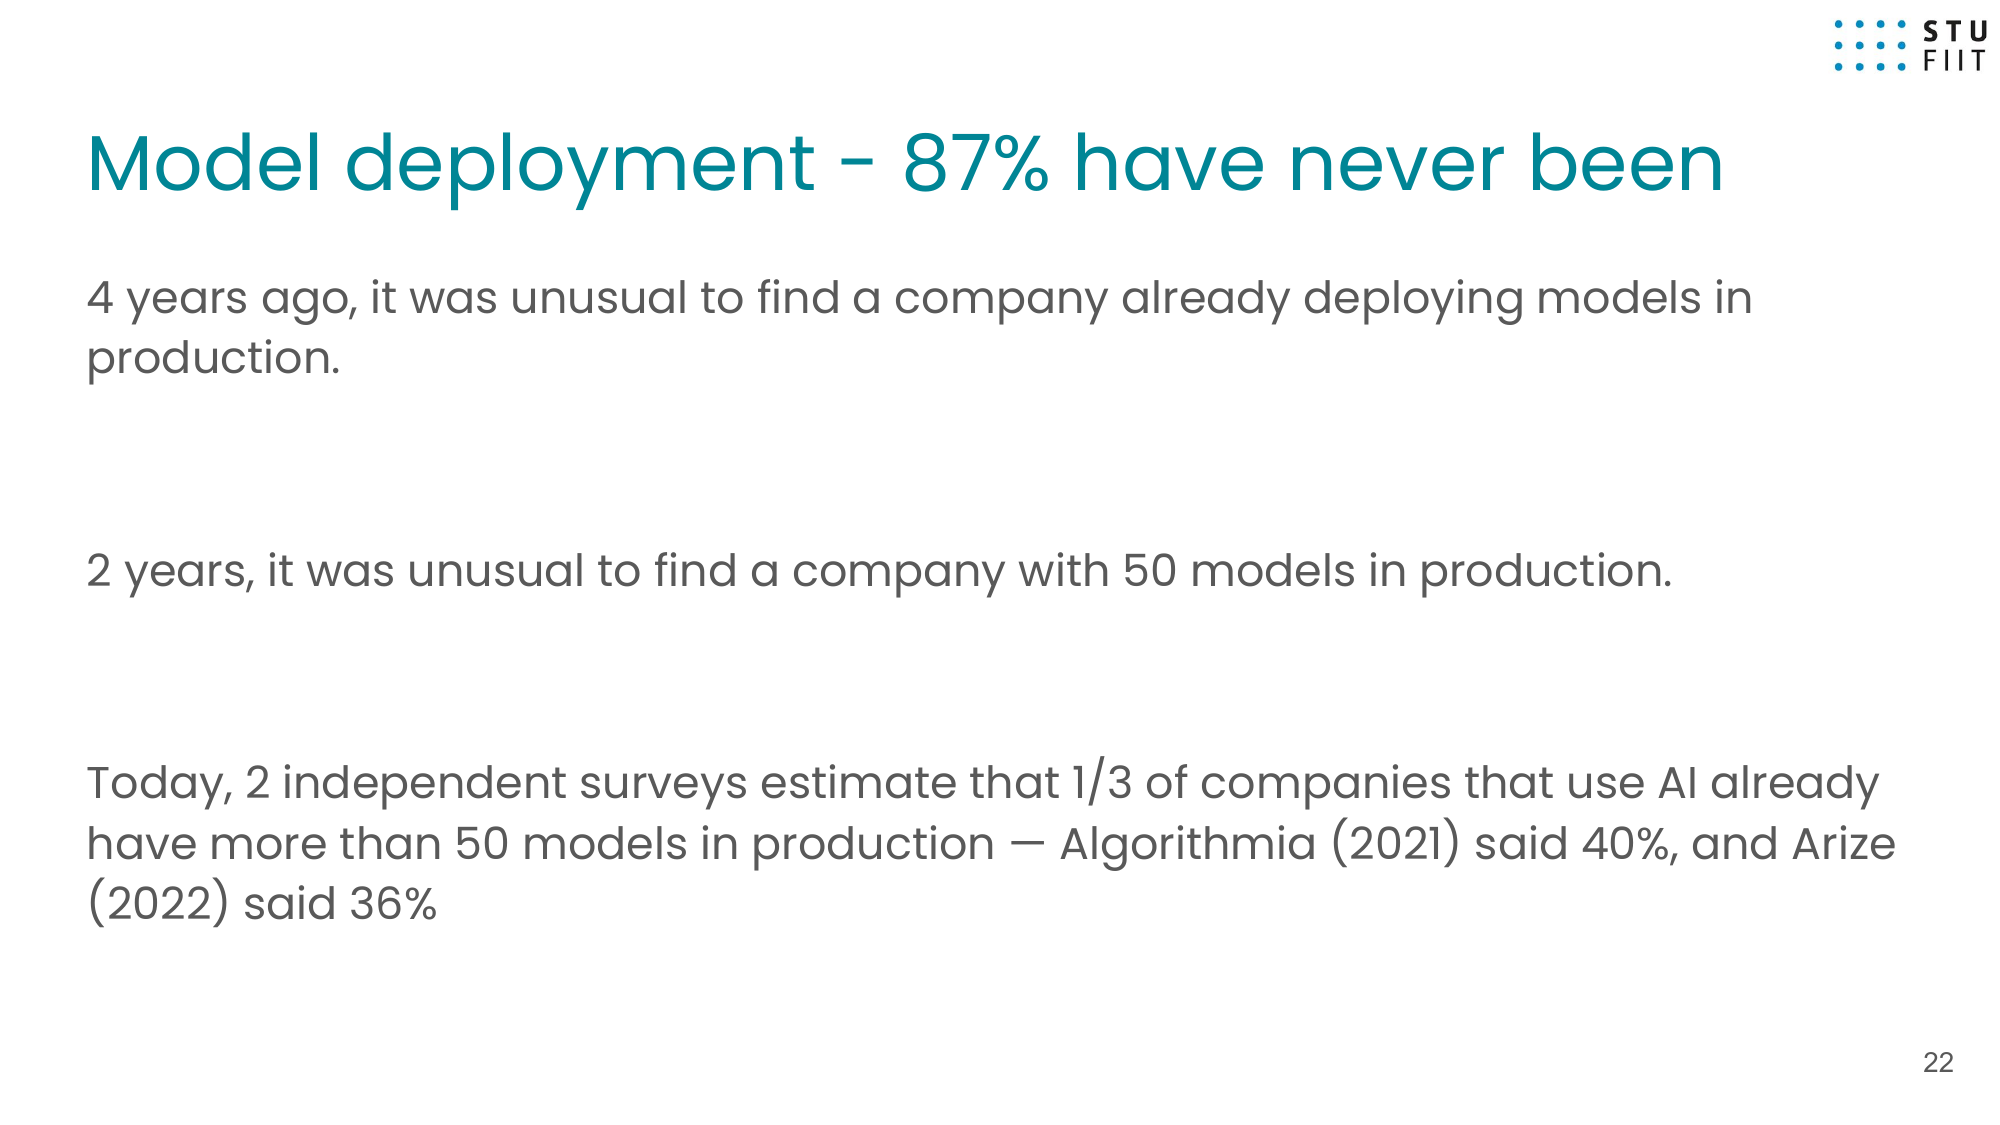 STU
FIIT
Model deployment - 87% have never been
4 years ago, it was unusual to find a company already deploying models in
production.
2 years, it was unusual to find a company with 50 models in production.
Today, 2 independent surveys estimate that 1/3 of companies that use AI already
have more than 50 models in production — Algorithmia (2021) said 40%, and Arize
(2022) said 36%
22